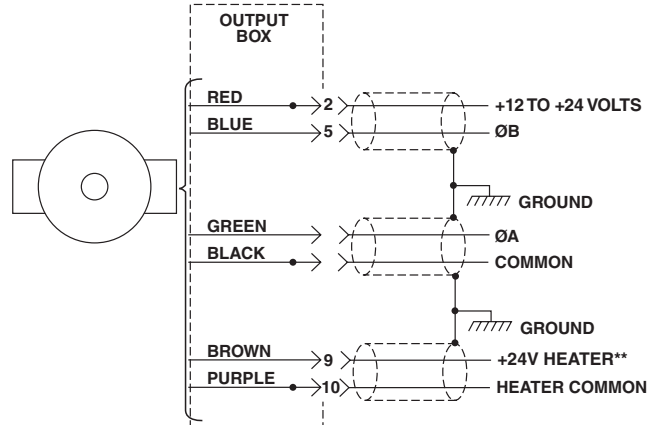 OUTPUT
BOX
RED 2 +12 TO +24 VOLTS
BLUE 5 ØB
GROUND
GREEN ØA
BLACK COMMON
GROUND
BROWN 9 +24V HEATER**
PURPLE 10 HEATER COMMON